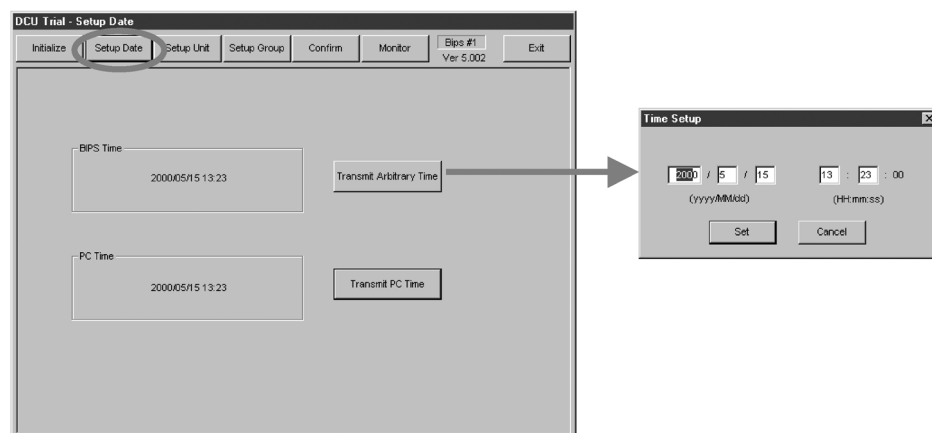 DCU Trial - Setup Date
Initialize Setup Date Setup Unit Setup Group Confirm Monitor Bips #1 Exit
Ver 5.002
BIPS Time
2000/05/15 13:23
Transmit Arbitrary Time
PC Time
2000/05/15 13:23
Transmit PC Time
Time Setup
2000 / 5 / 15 13 : 23 : 00
(yyyy/MM/dd) (HH:mm:ss)
Set Cancel